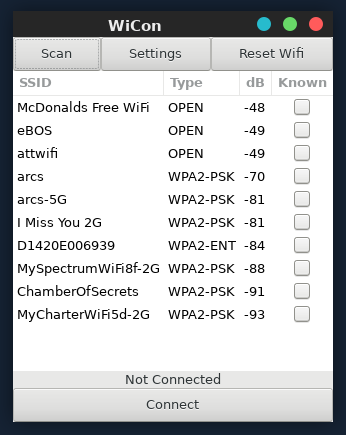 WiCon
Scan Settings Reset Wifi
SSID Type dB Known
McDonalds Free WiFi OPEN -48
eBOS OPEN -49
attwifi OPEN -49
arcs WPA2-PSK -70
arcs-5G WPA2-PSK -81
I Miss You 2G WPA2-PSK -81
D1420E006939 WPA2-ENT -84
MySpectrumWiFi8f-2G WPA2-PSK -88
ChamberOfSecrets WPA2-PSK -91
MyCharterWiFi5d-2G WPA2-PSK -93
Not Connected
Connect